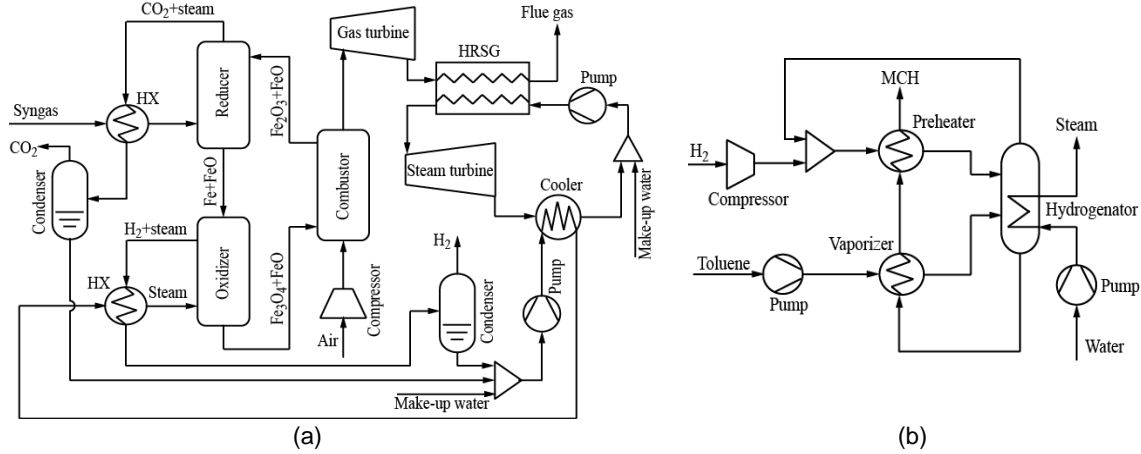 CO₂+steam
Gas turbine
Flue gas
HRSG
Pump
Syngas
HX
Reducer
Fe₂O₃+FeO
CO₂
Condenser
Fe+FeO
Combustor
Steam turbine
Cooler
Make-up water
H₂+steam
HX
Steam
Oxidizer
Fe₃O₄+FeO
Compressor
Air
H₂
Condenser
Pump
Make-up water
(a)
MCH
Preheater
Steam
H₂
Compressor
Hydrogenator
Vaporizer
Toluene
Pump
Pump
Water
(b)